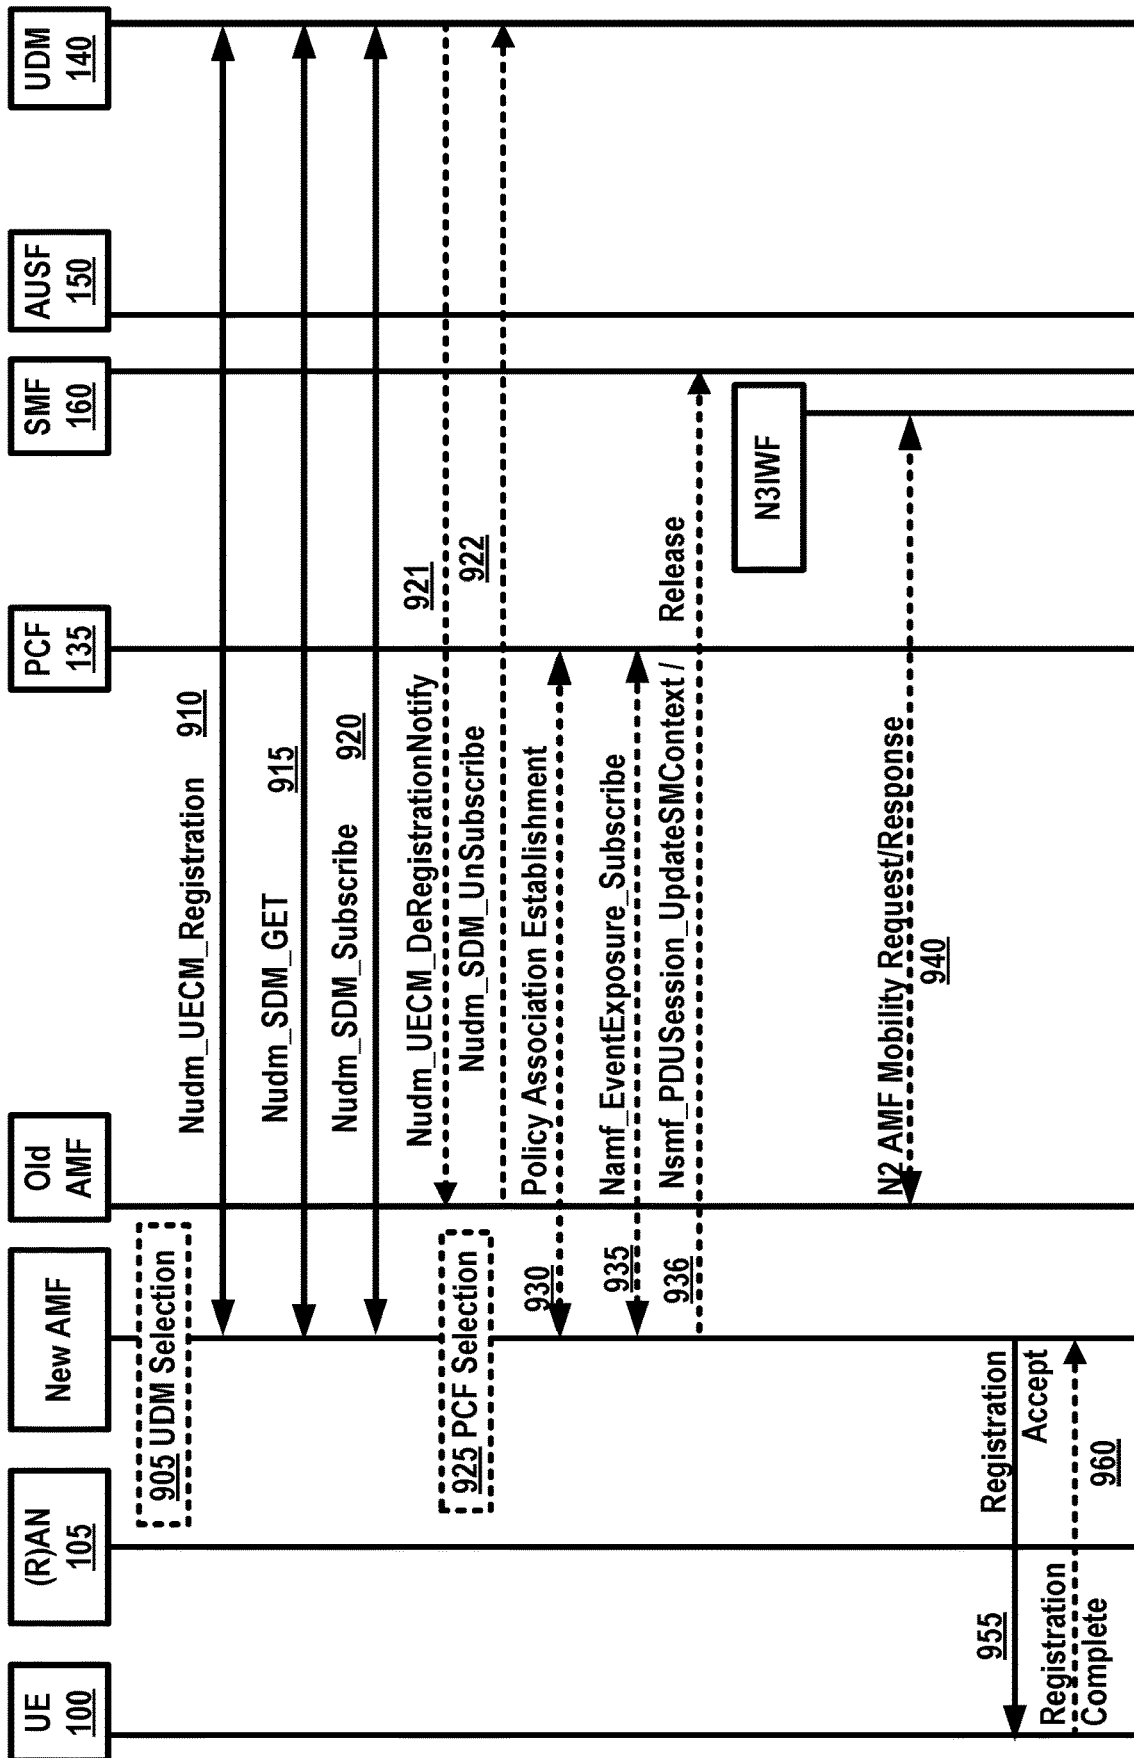 UE
100
(R)AN
105
New AMF
Old
AMF
PCF
135
SMF
160
AUSF
150
UDM
140
905 UDM Selection
Nudm_UECM_Registration
910
Nudm_SDM_GET
915
Nudm_SDM_Subscribe
920
Nudm_UECM_DeRegistrationNotify
921
Nudm_SDM_UnSubscribe
922
925 PCF Selection
930
Policy Association Establishment
935
Namf_EventExposure_Subscribe
936
Nsmf_PDUSession_UpdateSMContext /
Release
N3IWF
N2 AMF Mobility Request/Response
940
955
Registration
Accept
Registration
Complete
960